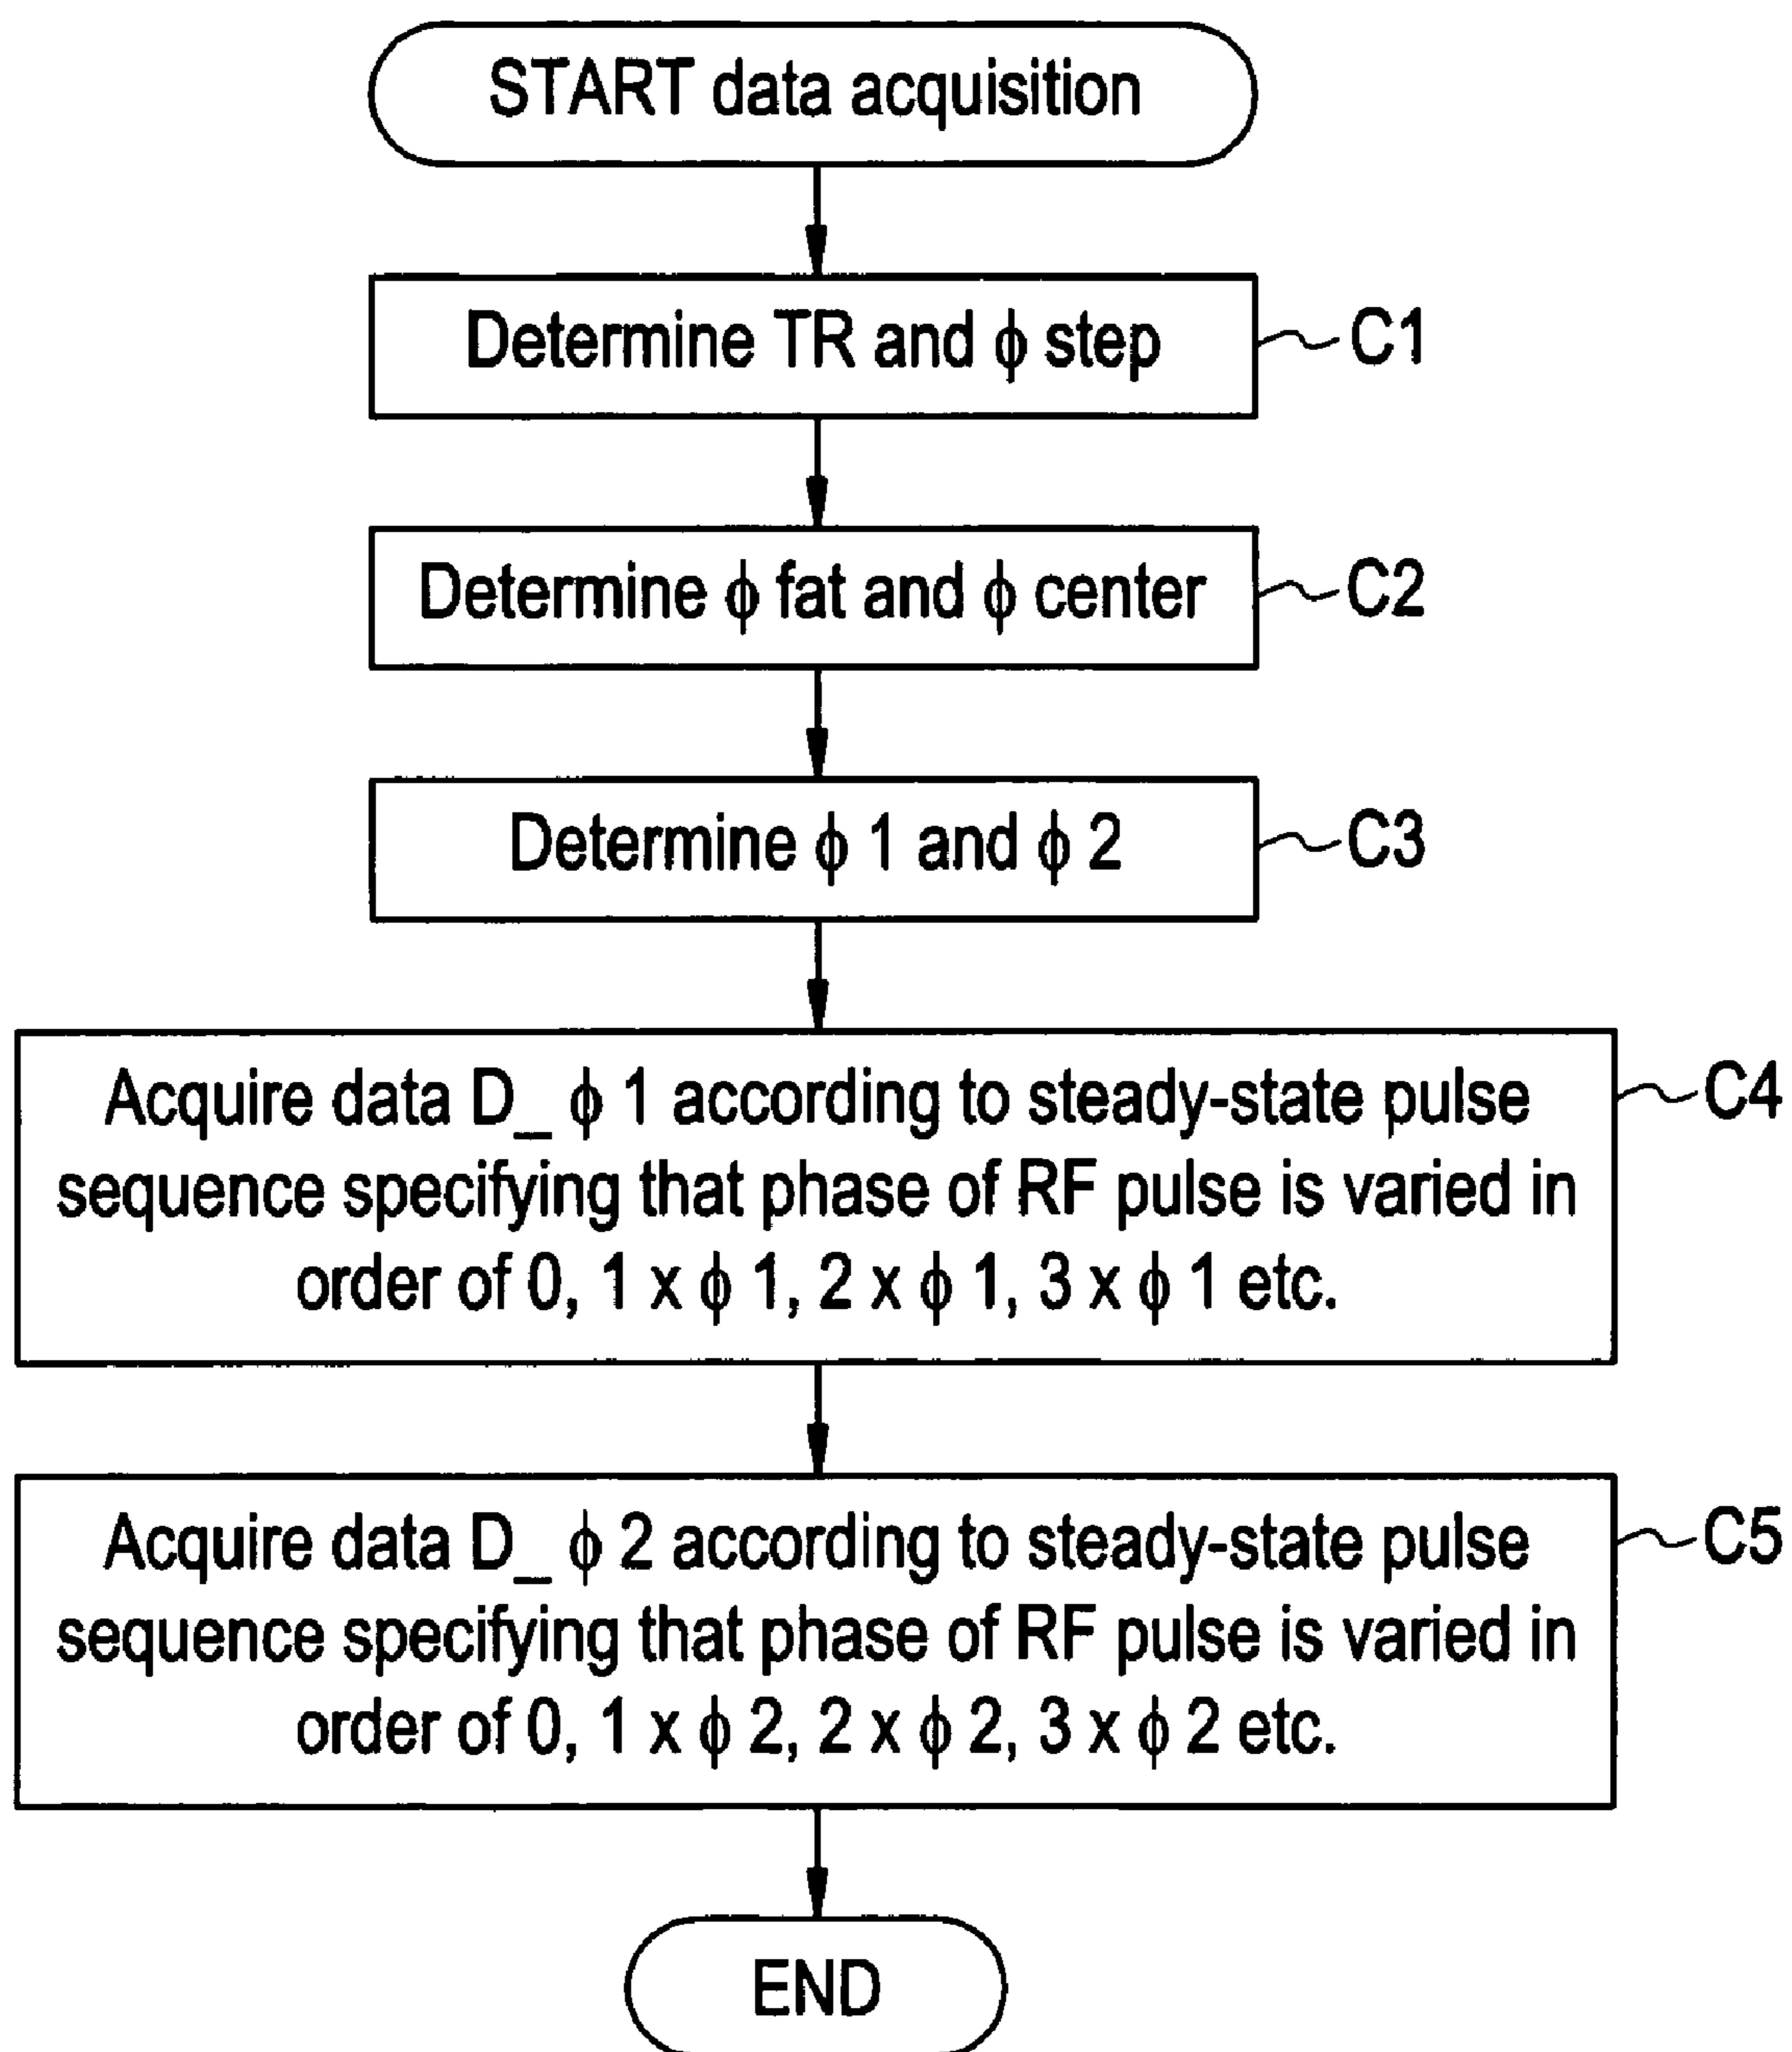 START data acquisition
Determine TR and ϕ step
C1
Determine ϕ fat and ϕ center
C2
Determine ϕ 1 and ϕ 2
C3
Acquire data D_ ϕ 1 according to steady-state pulse
sequence specifying that phase of RF pulse is varied in
order of 0, 1 x ϕ 1, 2 x ϕ 1, 3 x ϕ 1 etc.
C4
Acquire data D_ ϕ 2 according to steady-state pulse
sequence specifying that phase of RF pulse is varied in
order of 0, 1 x ϕ 2, 2 x ϕ 2, 3 x ϕ 2 etc.
C5
END